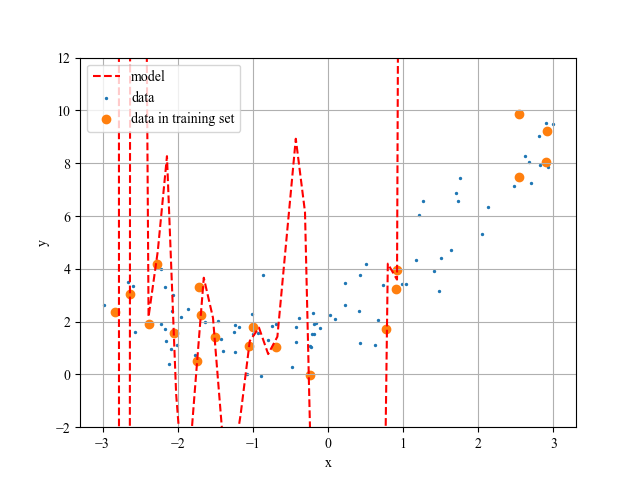 12
10
8
6
4
2
0
−2
y
model
data
data in training set
−3 −2 −1 0 1 2 3
x